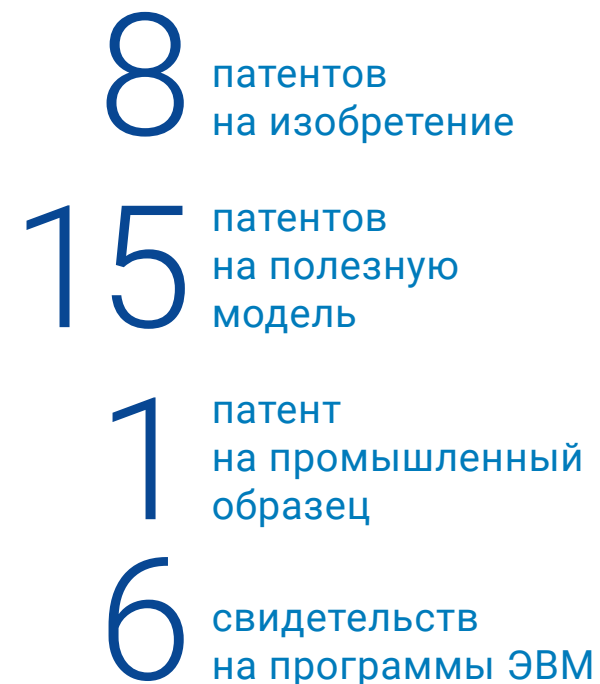 8 патентов
на изобретение
15 патентов
на полезную
модель
1 патент
на промышленный
образец
6 свидетельств
на программы ЭВМ